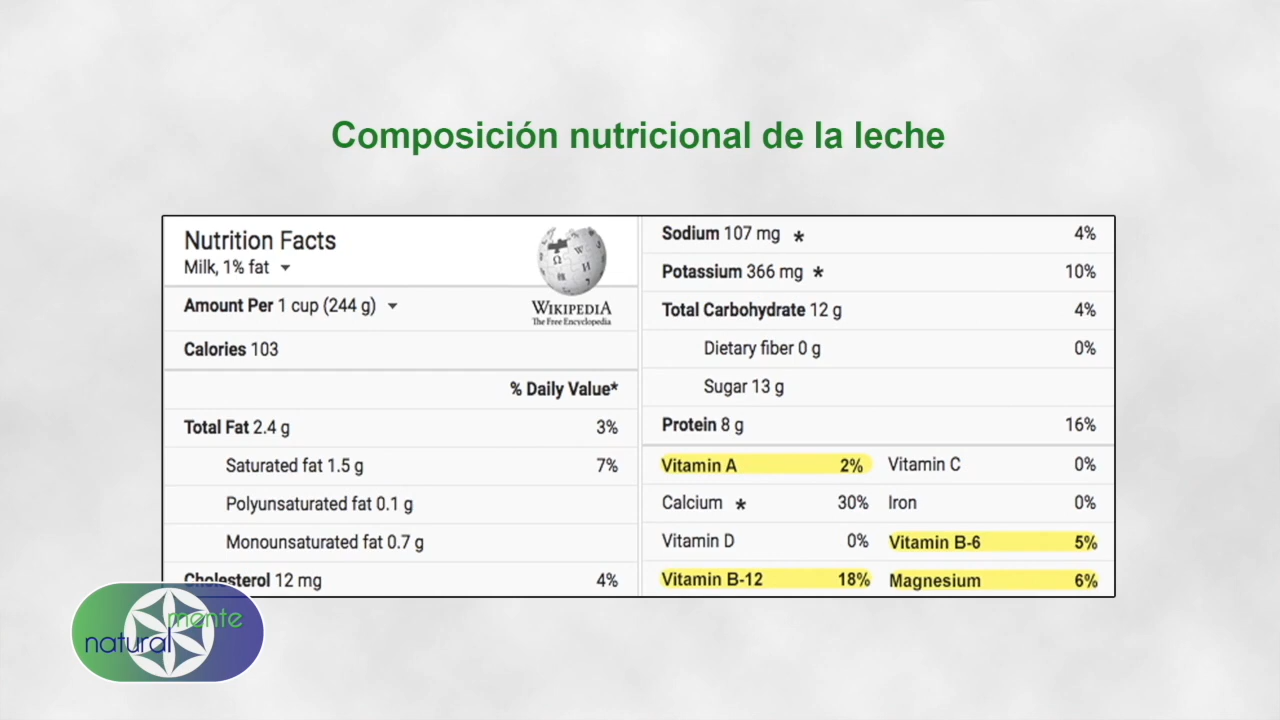 Composición nutricional de la leche
Nutrition Facts
Milk, 1% fat
Amount Per 1 cup (244 g)
WIKIPEDIA
The Free Encyclopedia
Calories 103
% Daily Value*
Total Fat 2.4 g 3%
Saturated fat 1.5 g 7%
Polyunsaturated fat 0.1 g
Monounsaturated fat 0.7 g
Cholesterol 12 mg 4%
Sodium 107 mg * 4%
Potassium 366 mg * 10%
Total Carbohydrate 12 g 4%
Dietary fiber 0 g 0%
Sugar 13 g
Protein 8 g 16%
Vitamin A 2% Vitamin C 0%
Calcium * 30% Iron 0%
Vitamin D 0% Vitamin B-6 5%
Vitamin B-12 18% Magnesium 6%
mente
natural